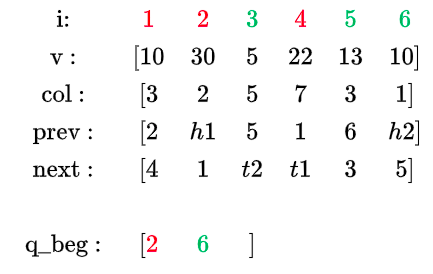 i: 1 2 3 4 5 6
v : [10 30 5 22 13 10]
col : [3 2 5 7 3 1]
prev : [2 h1 5 1 6 h2]
next : [4 1 t2 t1 3 5]
q_beg : [2 6 ]